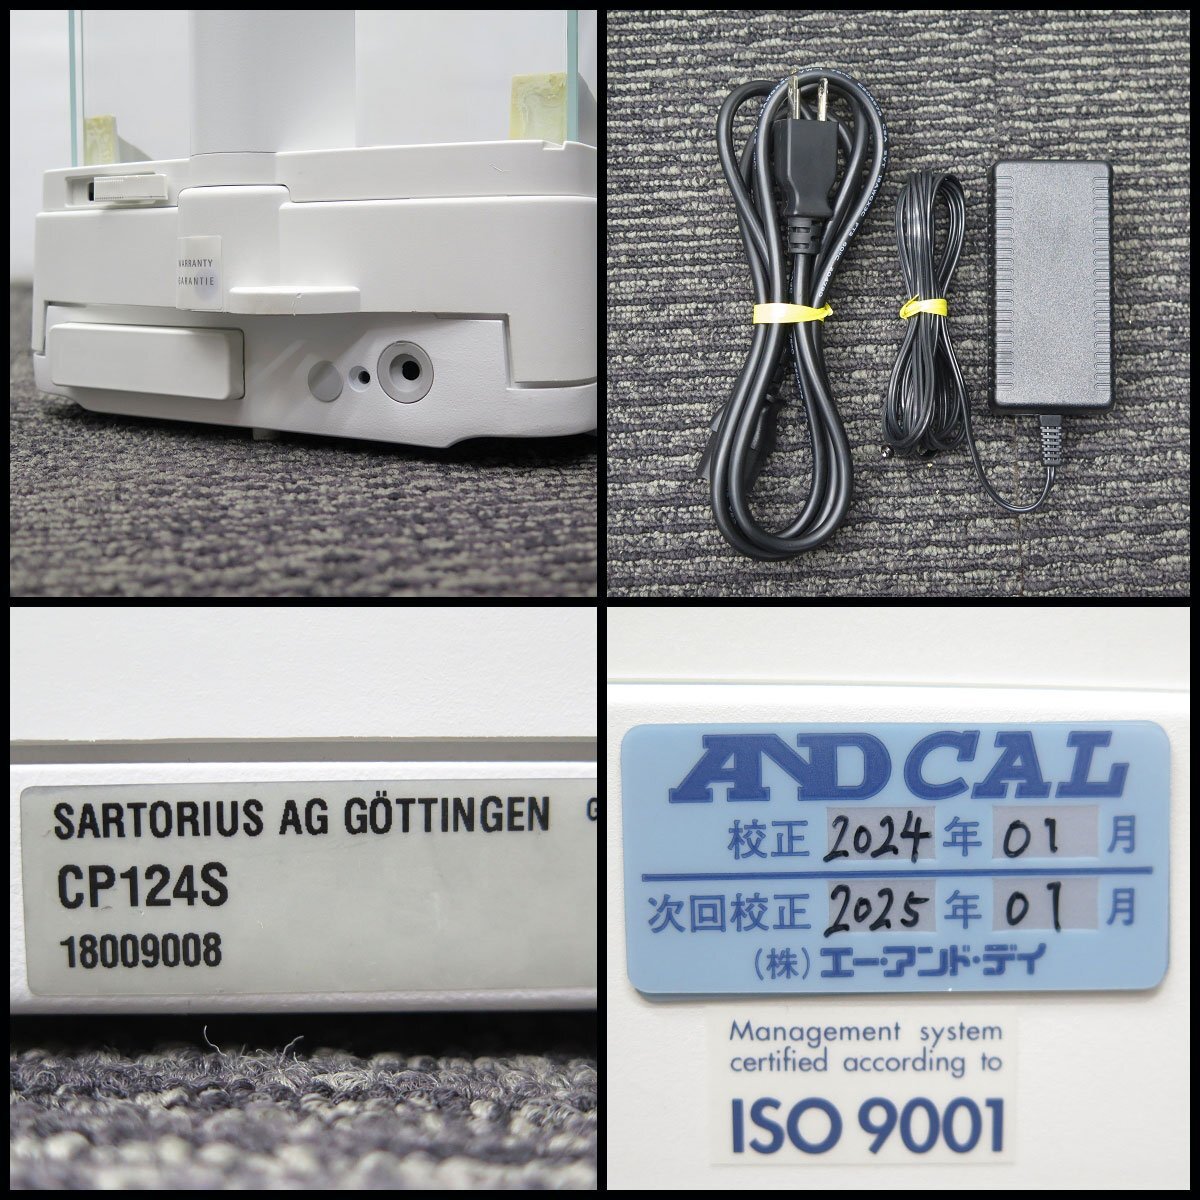 WARRANTY
GARANTIE
SARTORIUS AG GÖTTINGEN
CP124S
18009008
AND CAL
校正 2024 年 01 月
次回校正 2025 年 01 月
(株) エー・アンド・デイ
Management system
certified according to
ISO 9001